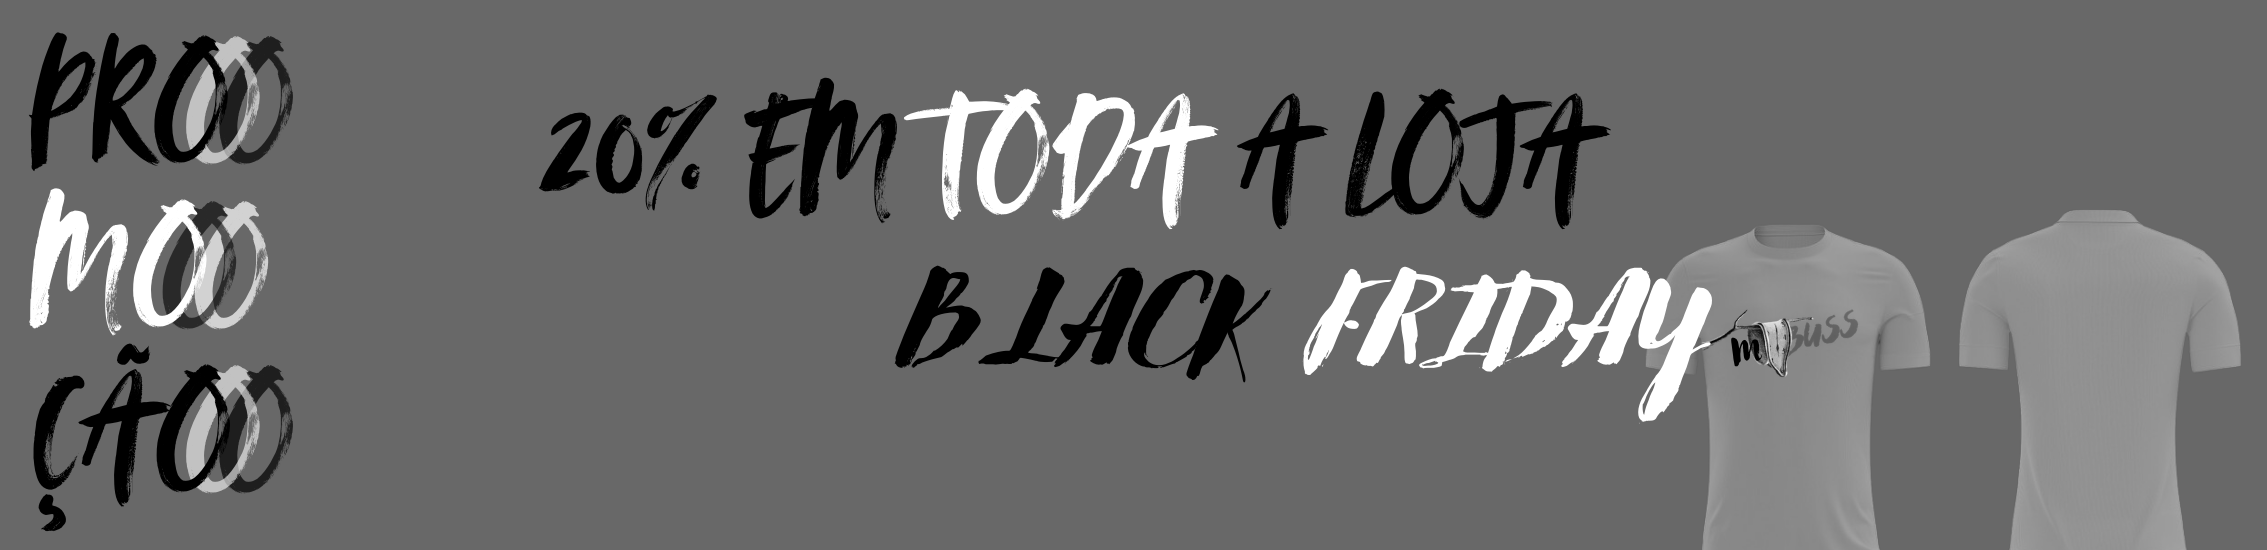 PROOO
MOOO
ÇÃOOO
20% EM TODA A LOJA
BLACK FRIDAY